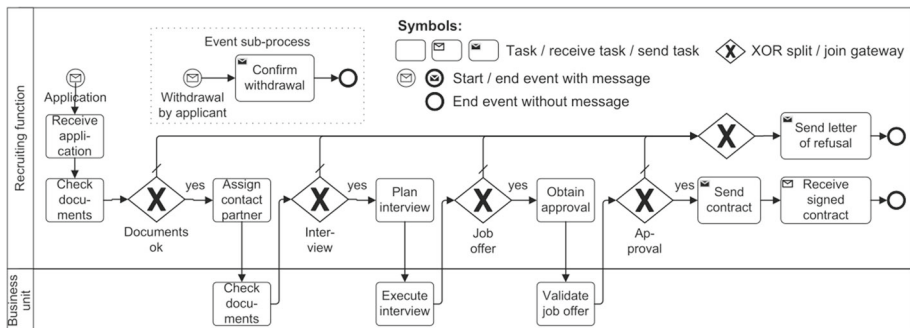 Symbols:
Task / receive task / send task
XOR split / join gateway
Start / end event with message
End event without message
Event sub-process
Confirm
withdrawal
Withdrawal
by applicant
Recruiting function
Application
Receive
appli-
cation
Check
docu-
ments
Documents
ok
yes
Assign
contact
partner
Inter-
view
yes
Plan
interview
Job
offer
yes
Obtain
approval
Ap-
proval
yes
Send
contract
Receive
signed
contract
Send letter
of refusal
Business
unit
Check
docu-
ments
Execute
interview
Validate
job offer